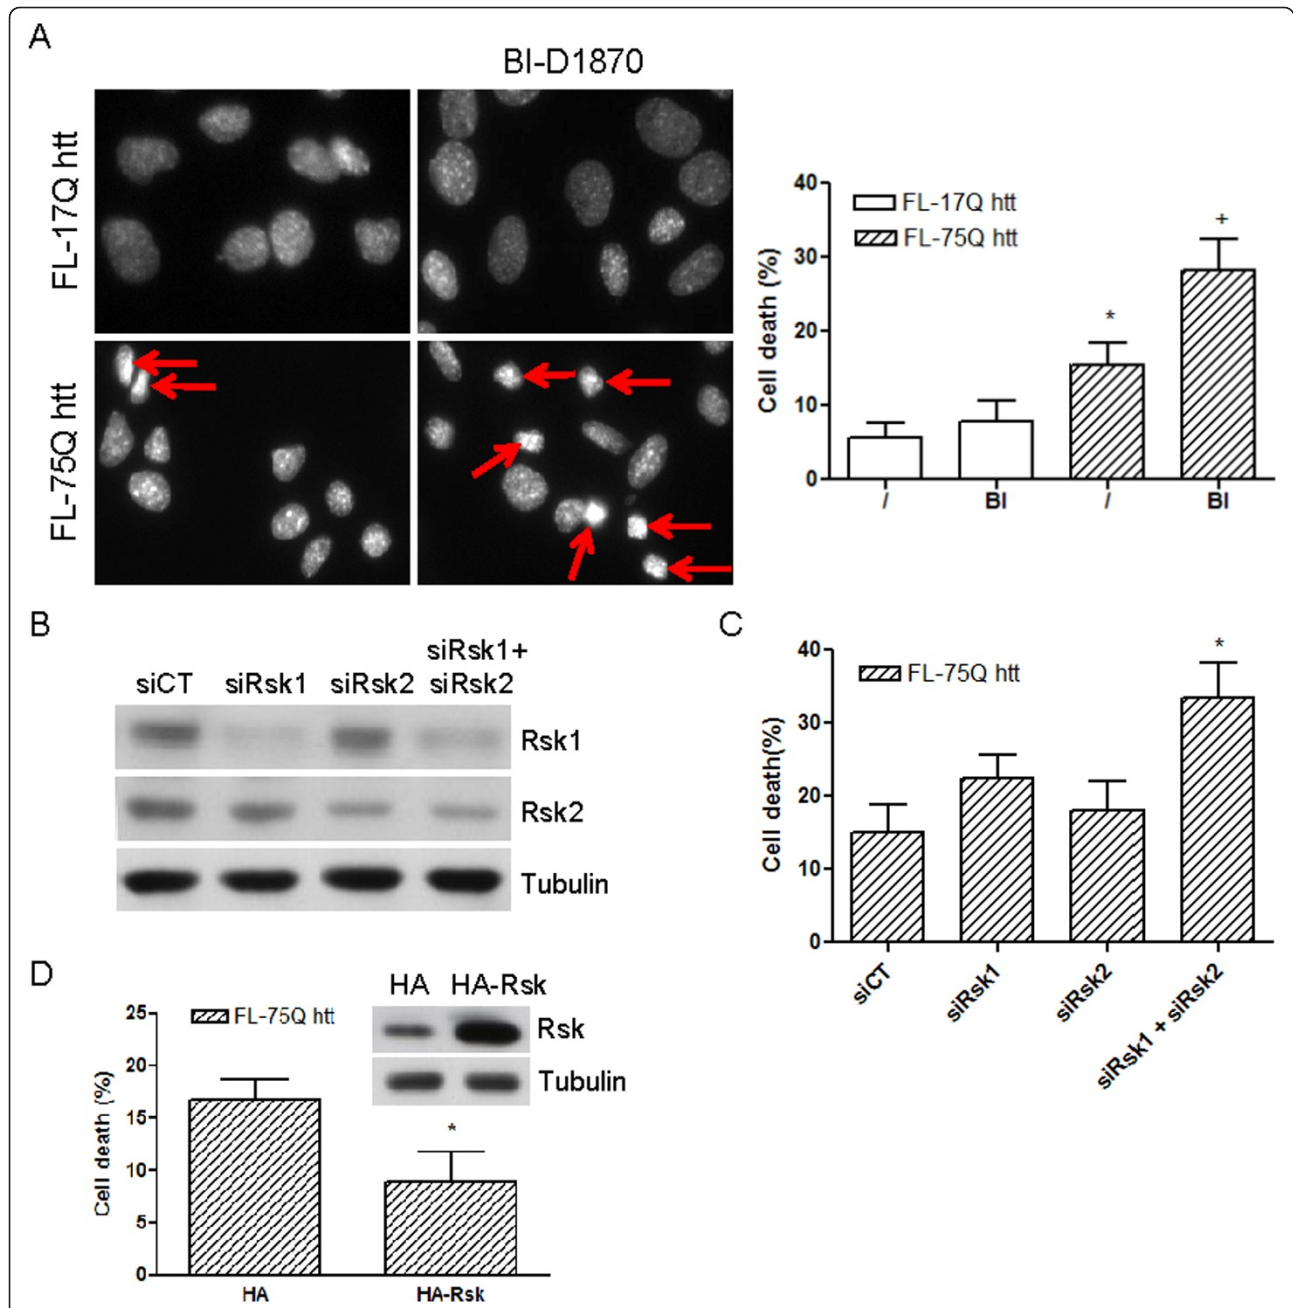 A
BI-D1870
FL-17Q htt
FL-75Q htt
40
30
20
10
0
Cell death (%)
FL-17Q htt
FL-75Q htt
*
+
/
BI
/
BI
B
siCT
siRsk1
siRsk2
siRsk1+
siRsk2
Rsk1
Rsk2
Tubulin
C
40
30
20
10
0
Cell death(%)
FL-75Q htt
*
siCT
siRsk1
siRsk2
siRsk1 + siRsk2
D
25
20
15
10
5
0
Cell death (%)
FL-75Q htt
HA
HA-Rsk
Rsk
Tubulin
*
HA
HA-Rsk